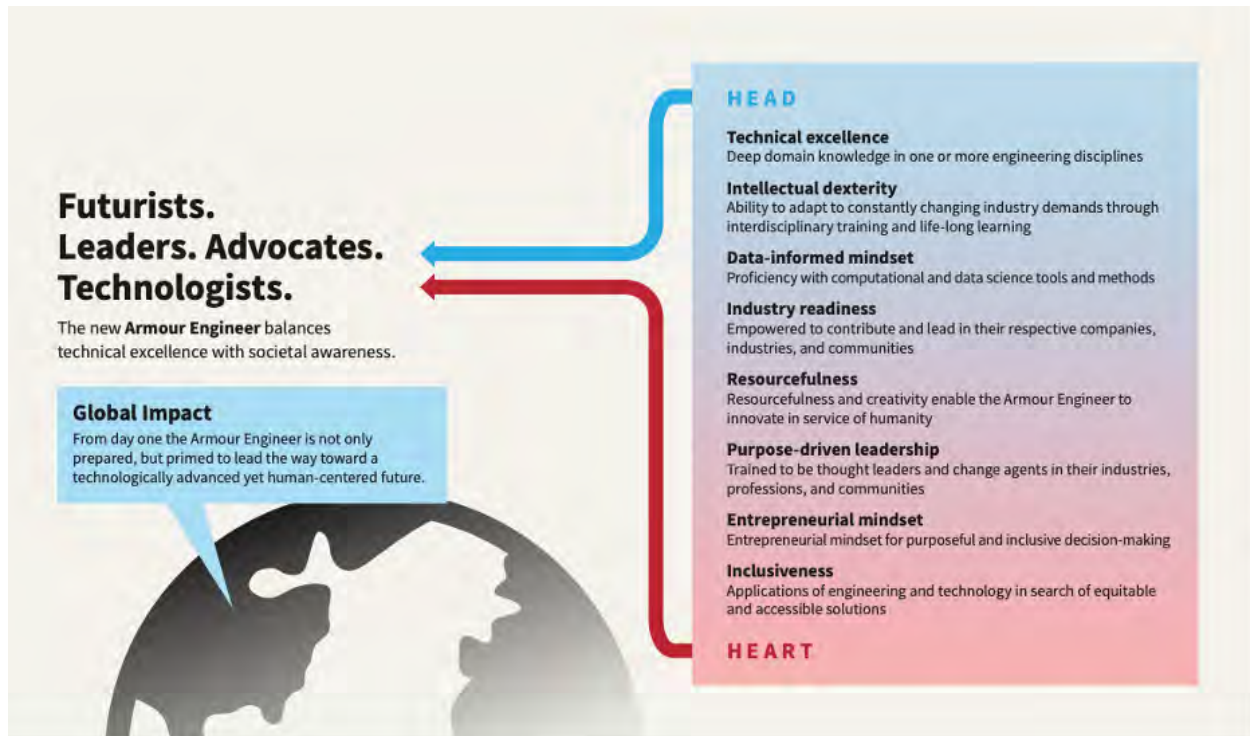 Futurists.
Leaders. Advocates.
Technologists.
The new Armour Engineer balances
technical excellence with societal awareness.
Global Impact
From day one the Armour Engineer is not only
prepared, but primed to lead the way toward a
technologically advanced yet human-centered future.
HEAD
Technical excellence
Deep domain knowledge in one or more engineering disciplines
Intellectual dexterity
Ability to adapt to constantly changing industry demands through
interdisciplinary training and life-long learning
Data-informed mindset
Proficiency with computational and data science tools and methods
Industry readiness
Empowered to contribute and lead in their respective companies,
industries, and communities
Resourcefulness
Resourcefulness and creativity enable the Armour Engineer to
innovate in service of humanity
Purpose-driven leadership
Trained to be thought leaders and change agents in their industries,
professions, and communities
Entrepreneurial mindset
Entrepreneurial mindset for purposeful and inclusive decision-making
Inclusiveness
Applications of engineering and technology in search of equitable
and accessible solutions
HEART